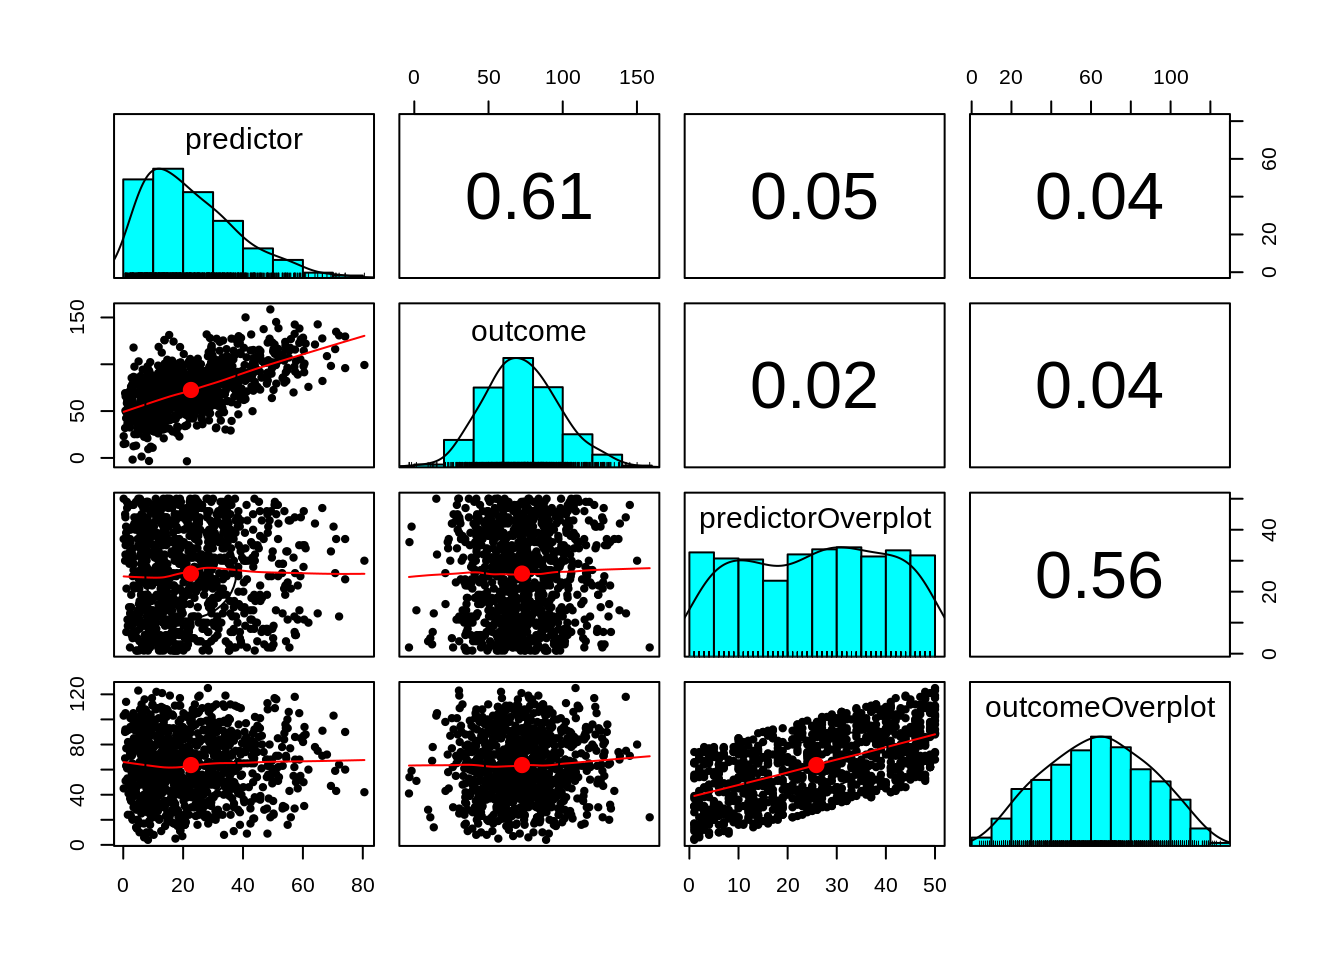 0 50 100 150 0 20 60 100
predictor 0.61 0.05 0.04
0 20 60
outcome 0.02 0.04
0 50 150
predictorOverplot 0.56
0 20 40
outcomeOverplot
0 40 80 120
0 20 40 60 80 0 10 20 30 40 50